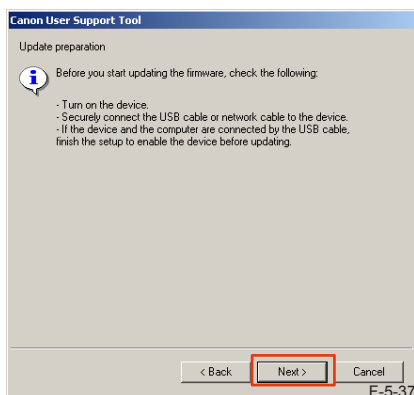 Canon User Support Tool
Update preparation
Before you start updating the firmware, check the following:
- Turn on the device.
- Securely connect the USB cable or network cable to the device.
- If the device and the computer are connected by the USB cable,
finish the setup to enable the device before updating.
< Back Next > Cancel
F-5-37